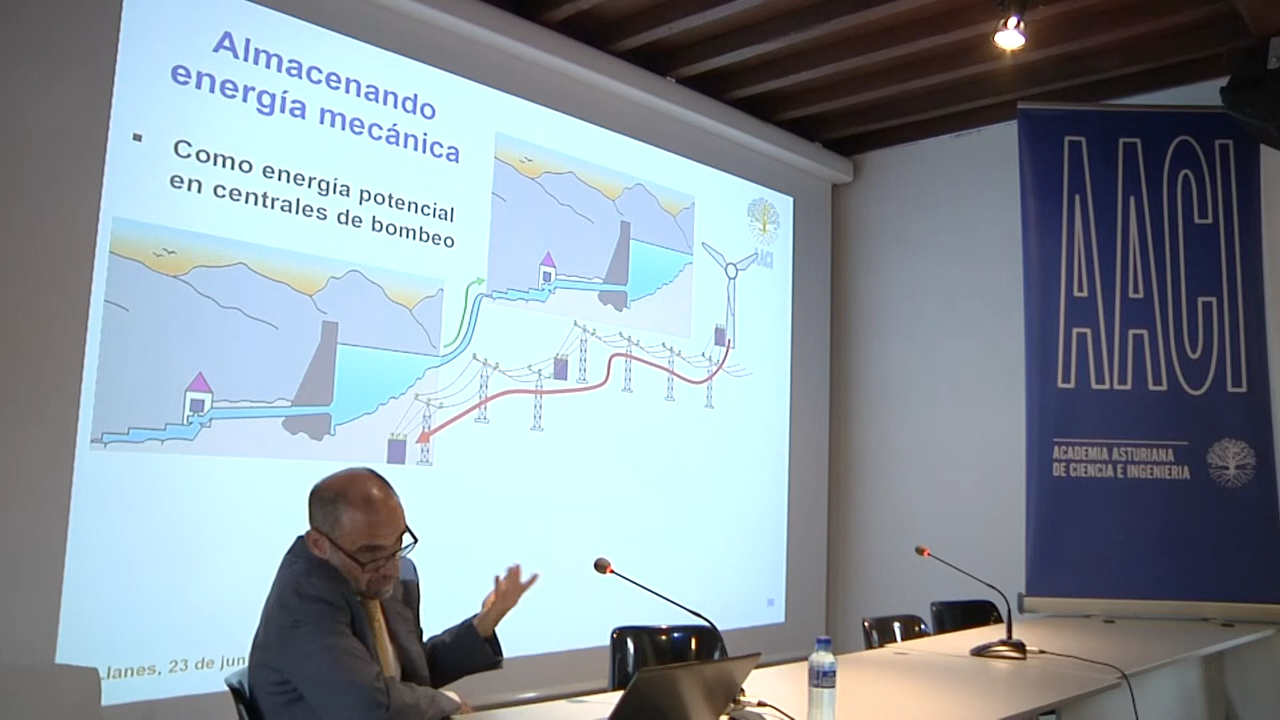 Almacenando
energía mecánica
▪ Como energía potencial
en centrales de bombeo
AACI
Llanes, 23 de jun
AACI
ACADEMIA ASTURIANA
DE CIENCIA E INGENIERIA